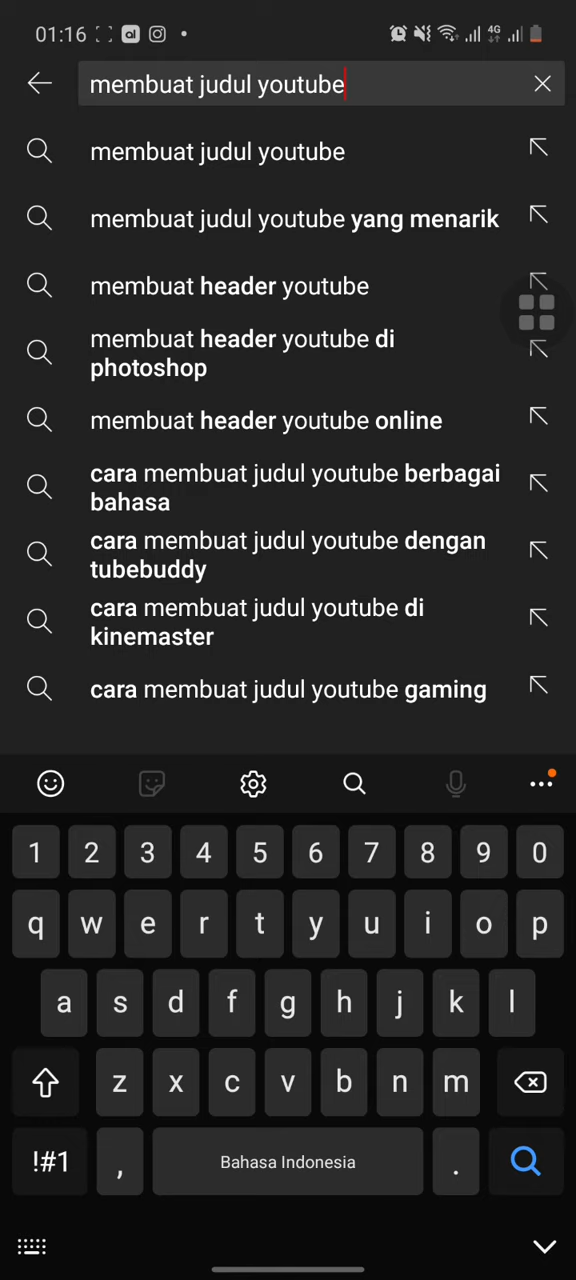 01:16 al 4G
membuat judul youtube
membuat judul youtube
membuat judul youtube yang menarik
membuat header youtube
membuat header youtube di
photoshop
membuat header youtube online
cara membuat judul youtube berbagai
bahasa
cara membuat judul youtube dengan
tubebuddy
cara membuat judul youtube di
kinemaster
cara membuat judul youtube gaming
1 2 3 4 5 6 7 8 9 0
q w e r t y u i o p
a s d f g h j k l
z x c v b n m
!#1 , Bahasa Indonesia .